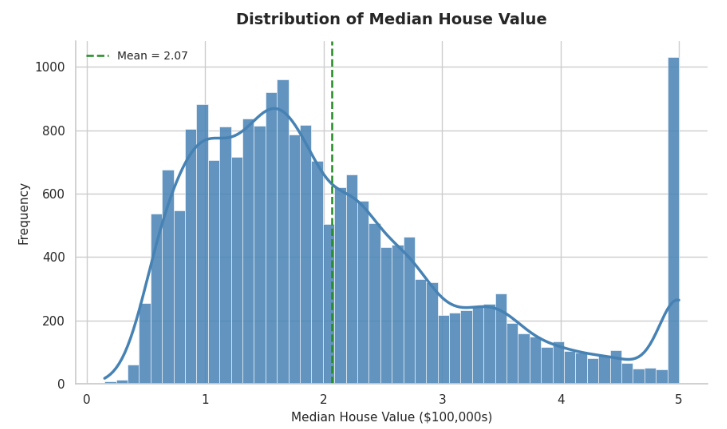 Distribution of Median House Value
Mean = 2.07
1000
800
600
400
200
0
Frequency
0 1 2 3 4 5
Median House Value ($100,000s)